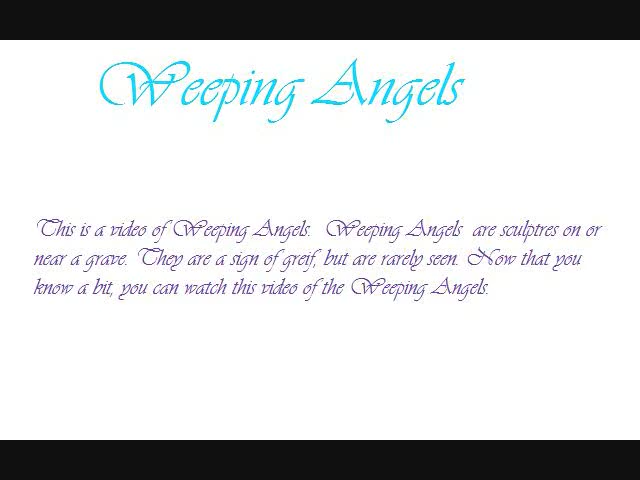 Weeping Angels
This is a video of Weeping Angels. Weeping Angels are sculptres on or
near a grave. They are a sign of greif, but are rarely seen. Now that you
know a bit, you can watch this video of the Weeping Angels.